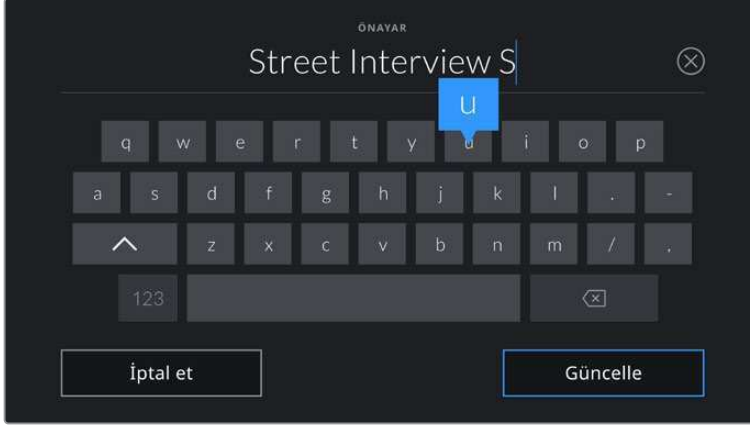 ÖNAYAR
Street Interview S
u
q w e r t y u i o p
a s d f g h j k l . -
z x c v b n m / ,
123
İptal et Güncelle